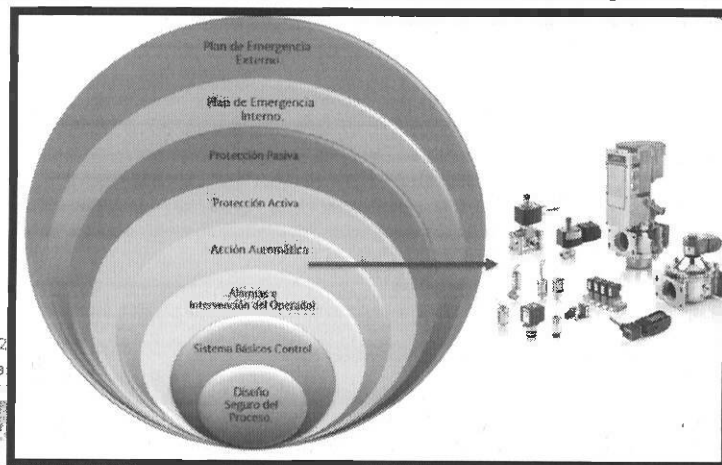 Plan de Emergencia
Externo.
Plan de Emergencia
Interno.
Protección Pasiva
Protección Activa
Acción Automática
Alarmas e
Intervención del Operador
Sistema Básicos Control
Diseño
Seguro del
Proceso.